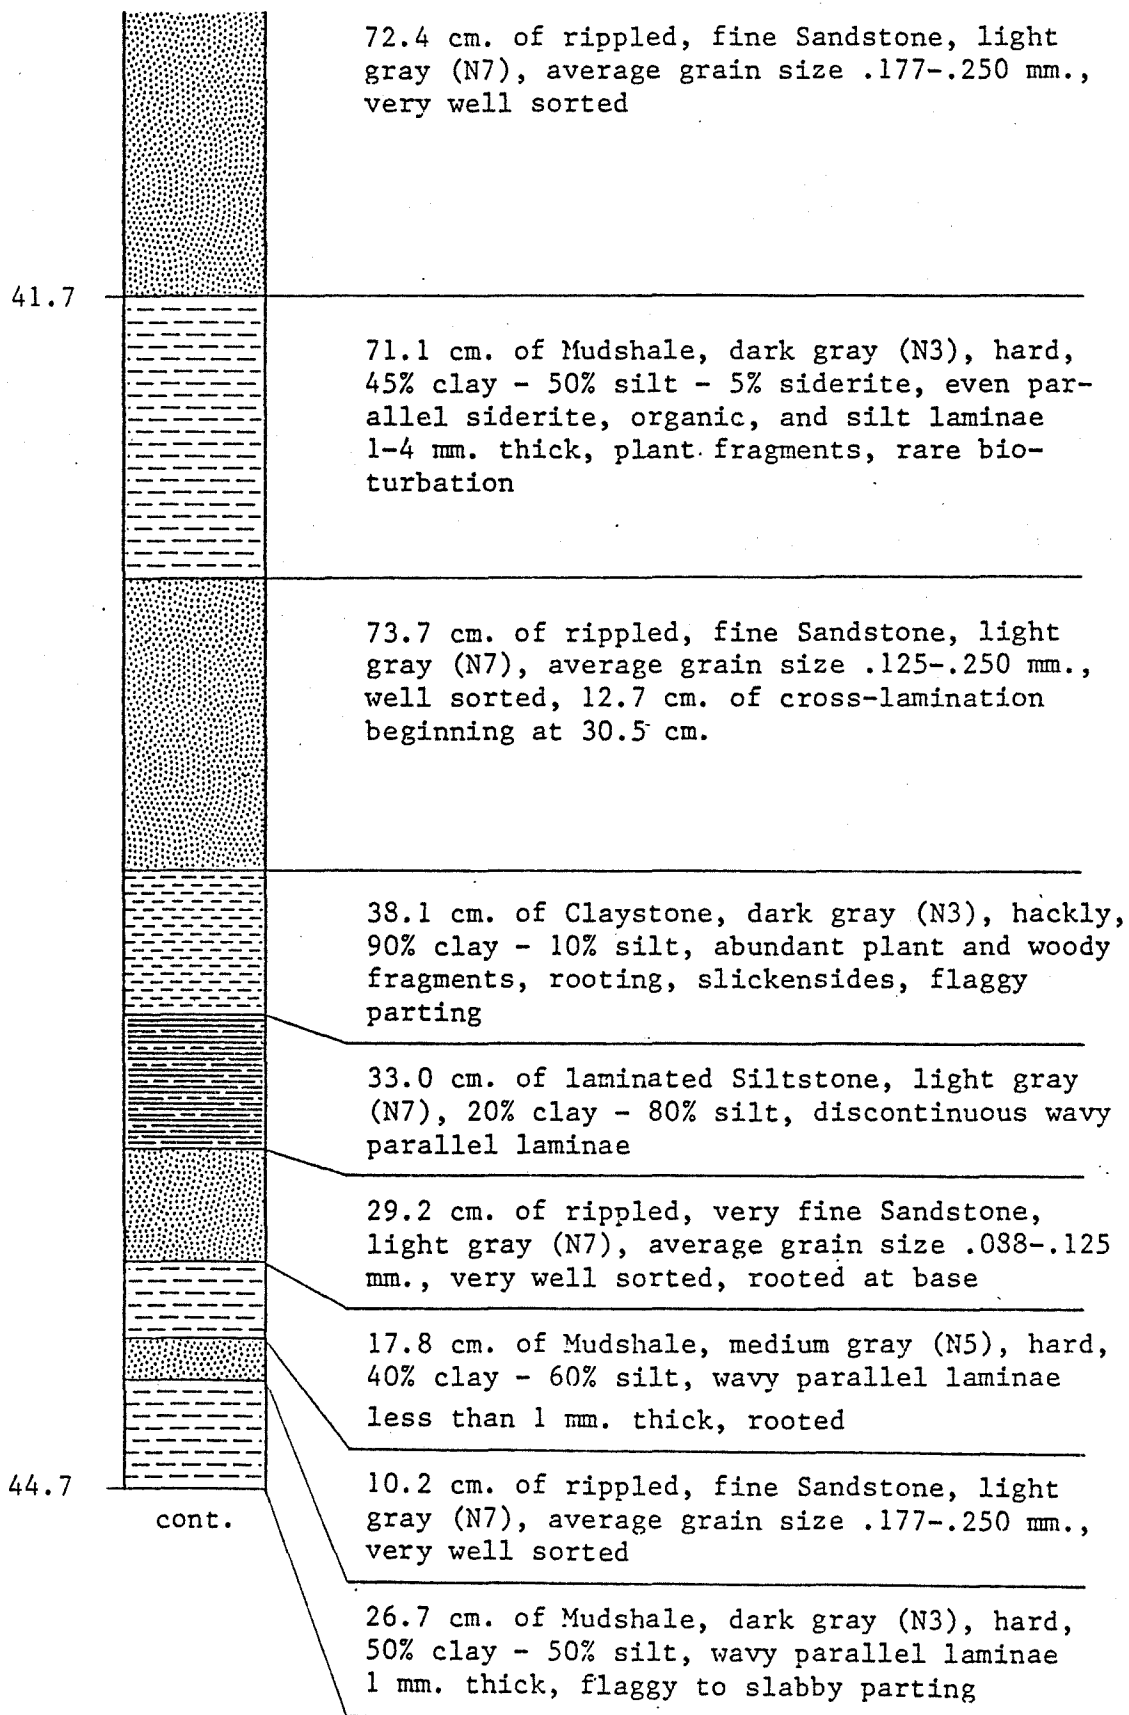 72.4 cm. of rippled, fine Sandstone, light
gray (N7), average grain size .177-.250 mm.,
very well sorted
41.7
71.1 cm. of Mudshale, dark gray (N3), hard,
45% clay - 50% silt - 5% siderite, even par-
allel siderite, organic, and silt laminae
1-4 mm. thick, plant fragments, rare bio-
turbation
73.7 cm. of rippled, fine Sandstone, light
gray (N7), average grain size .125-.250 mm.,
well sorted, 12.7 cm. of cross-lamination
beginning at 30.5 cm.
38.1 cm. of Claystone, dark gray (N3), hackly,
90% clay - 10% silt, abundant plant and woody
fragments, rooting, slickensides, flaggy
parting
33.0 cm. of laminated Siltstone, light gray
(N7), 20% clay - 80% silt, discontinuous wavy
parallel laminae
29.2 cm. of rippled, very fine Sandstone,
light gray (N7), average grain size .088-.125
mm., very well sorted, rooted at base
17.8 cm. of Mudshale, medium gray (N5), hard,
40% clay - 60% silt, wavy parallel laminae
less than 1 mm. thick, rooted
44.7
cont.
10.2 cm. of rippled, fine Sandstone, light
gray (N7), average grain size .177-.250 mm.,
very well sorted
26.7 cm. of Mudshale, dark gray (N3), hard,
50% clay - 50% silt, wavy parallel laminae
1 mm. thick, flaggy to slabby parting